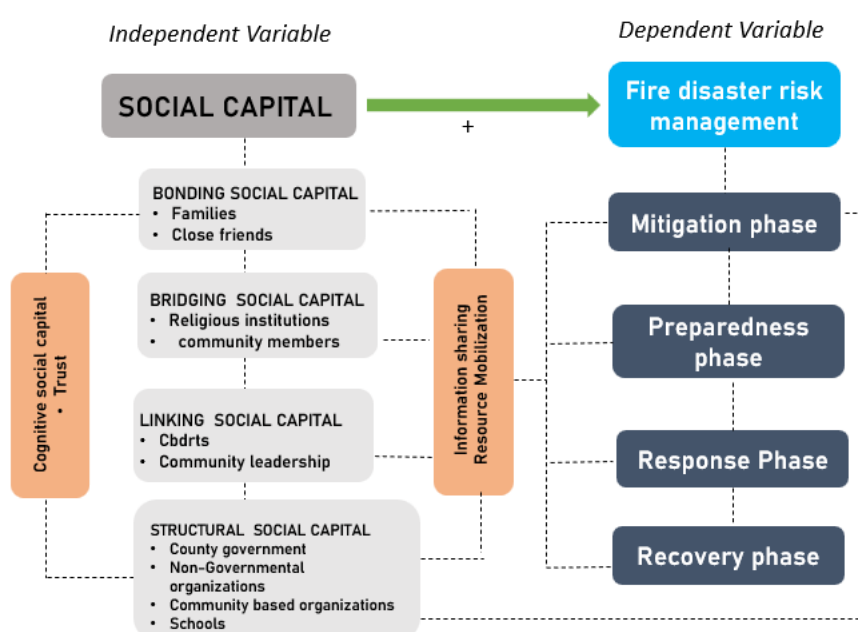 Independent Variable
Dependent Variable
SOCIAL CAPITAL
+
Fire disaster risk
management
BONDING SOCIAL CAPITAL
• Families
• Close friends
BRIDGING SOCIAL CAPITAL
• Religious institutions
• community members
LINKING SOCIAL CAPITAL
• Cbdrts
• Community leadership
STRUCTURAL SOCIAL CAPITAL
• County government
• Non-Governmental
organizations
• Community based organizations
• Schools
Cognitive social capital
• Trust
Information sharing
Resource Mobilization
Mitigation phase
Preparedness
phase
Response Phase
Recovery phase